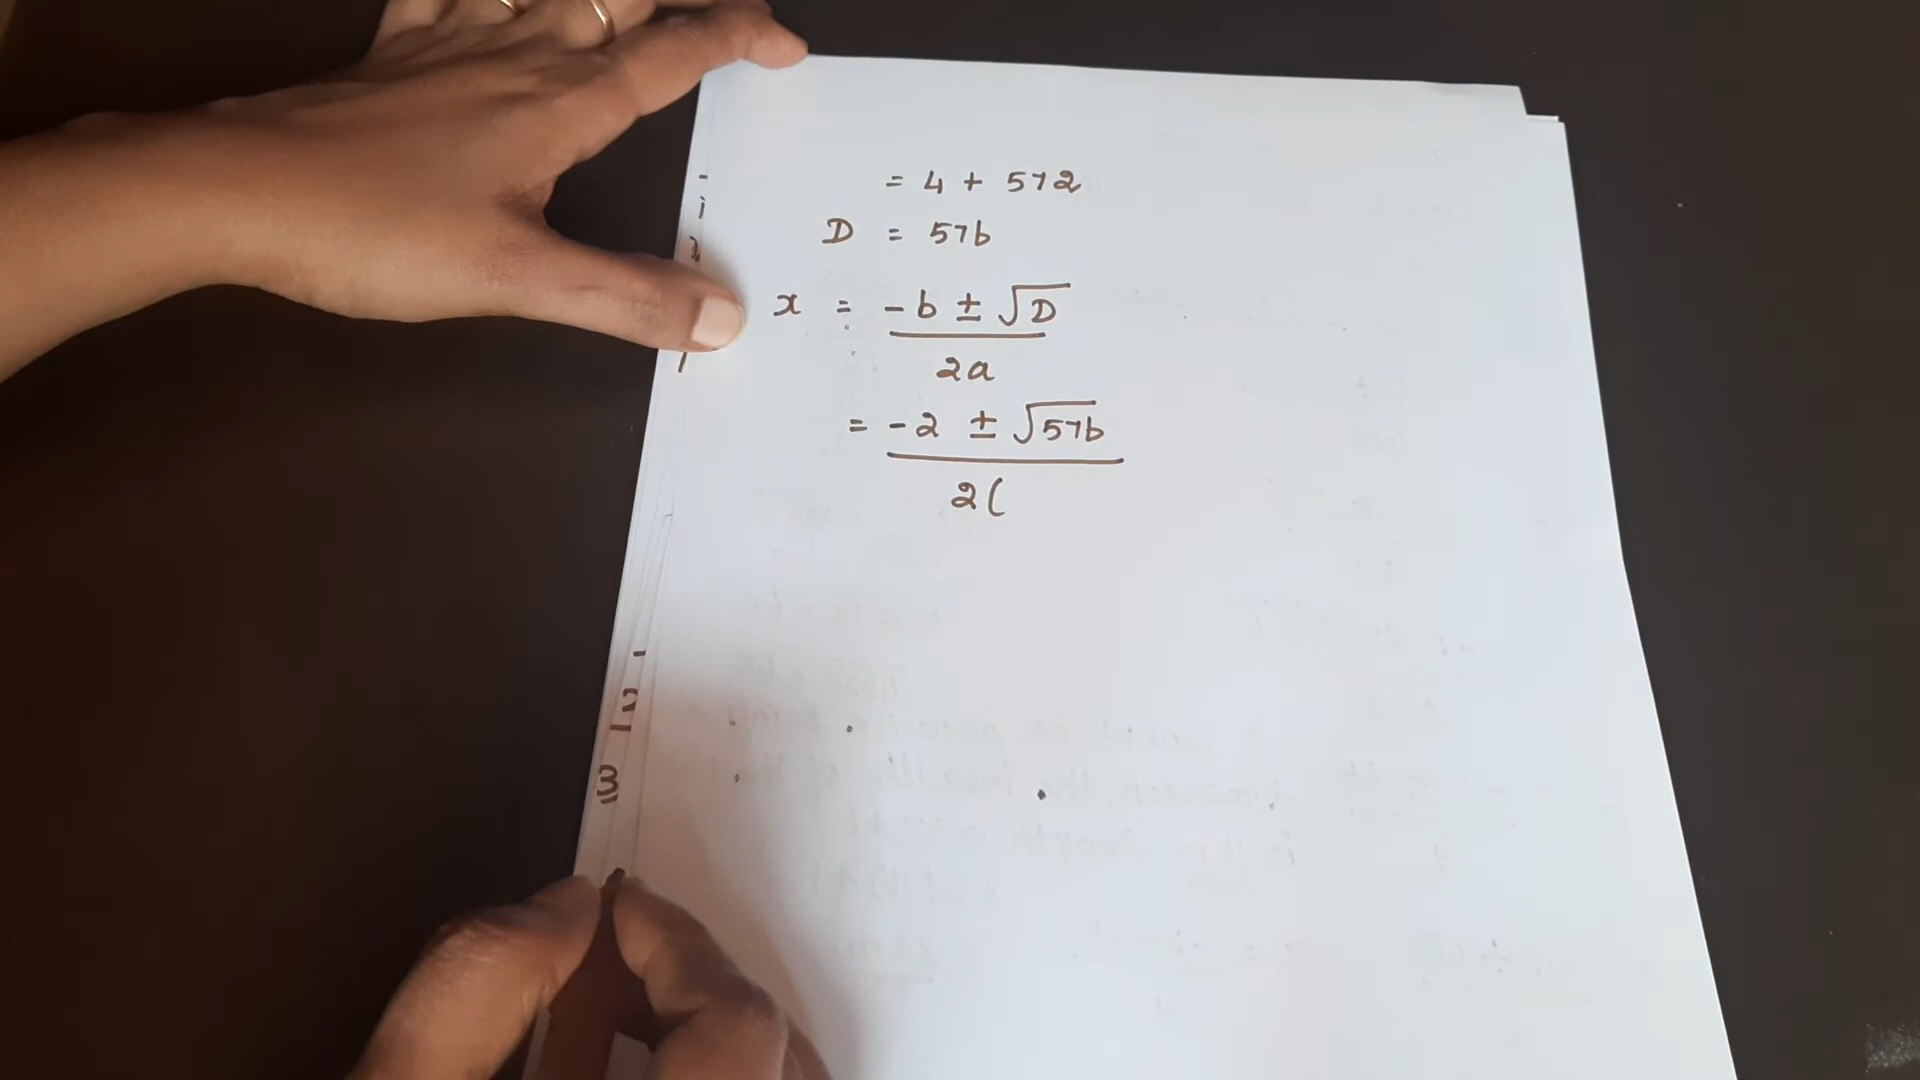 = 4 + 572
D = 576
x = -b ± √D
2a
= -2 ± √576
2(